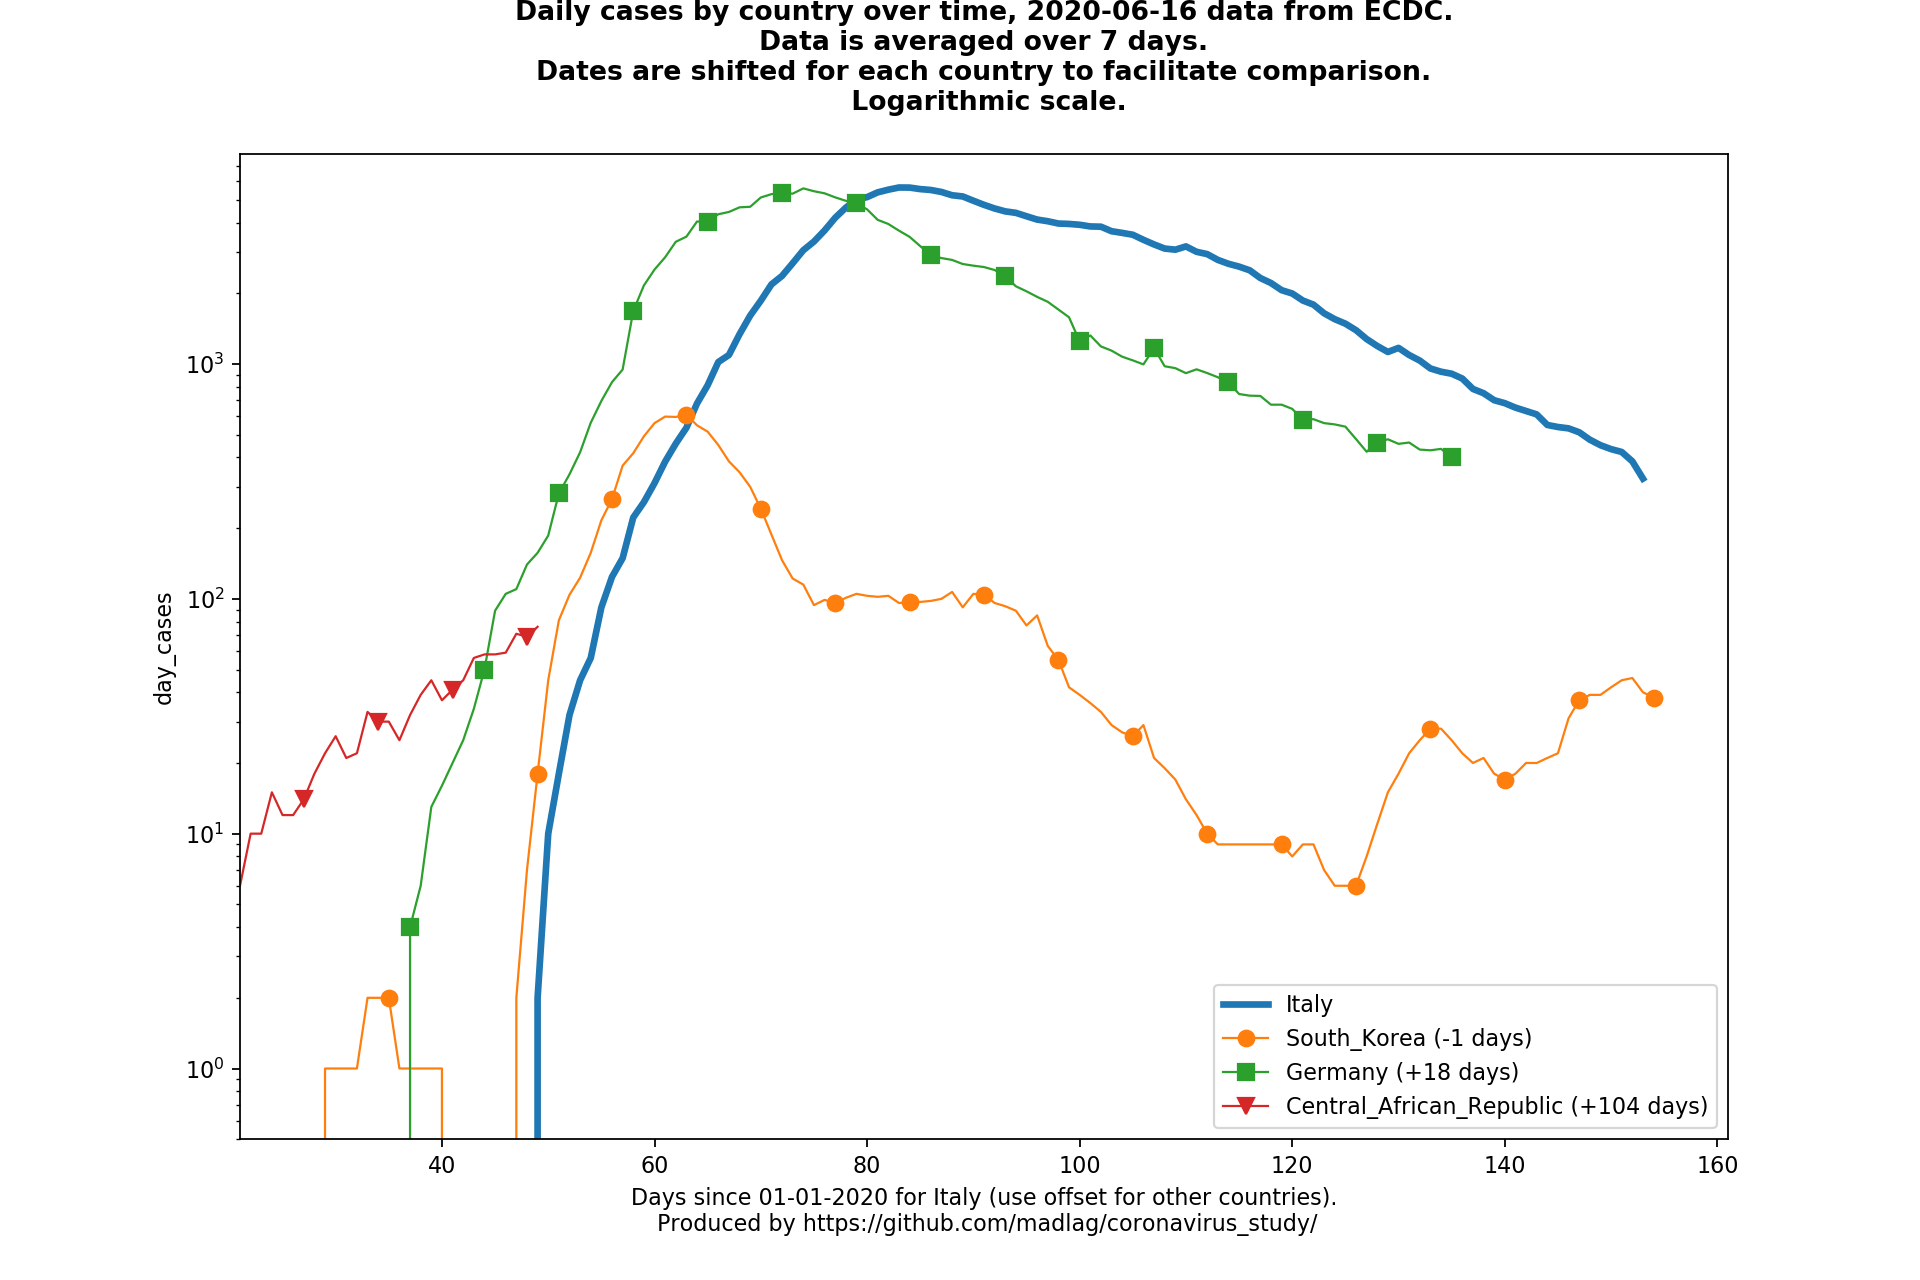 Daily cases by country over time, 2020-06-16 data from ECDC.
Data is averaged over 7 days.
Dates are shifted for each country to facilitate comparison.
Logarithmic scale.
day_cases
10³
10²
10¹
10⁰
Italy
South_Korea (-1 days)
Germany (+18 days)
Central_African_Republic (+104 days)
40 60 80 100 120 140 160
Days since 01-01-2020 for Italy (use offset for other countries).
Produced by https://github.com/madlag/coronavirus_study/